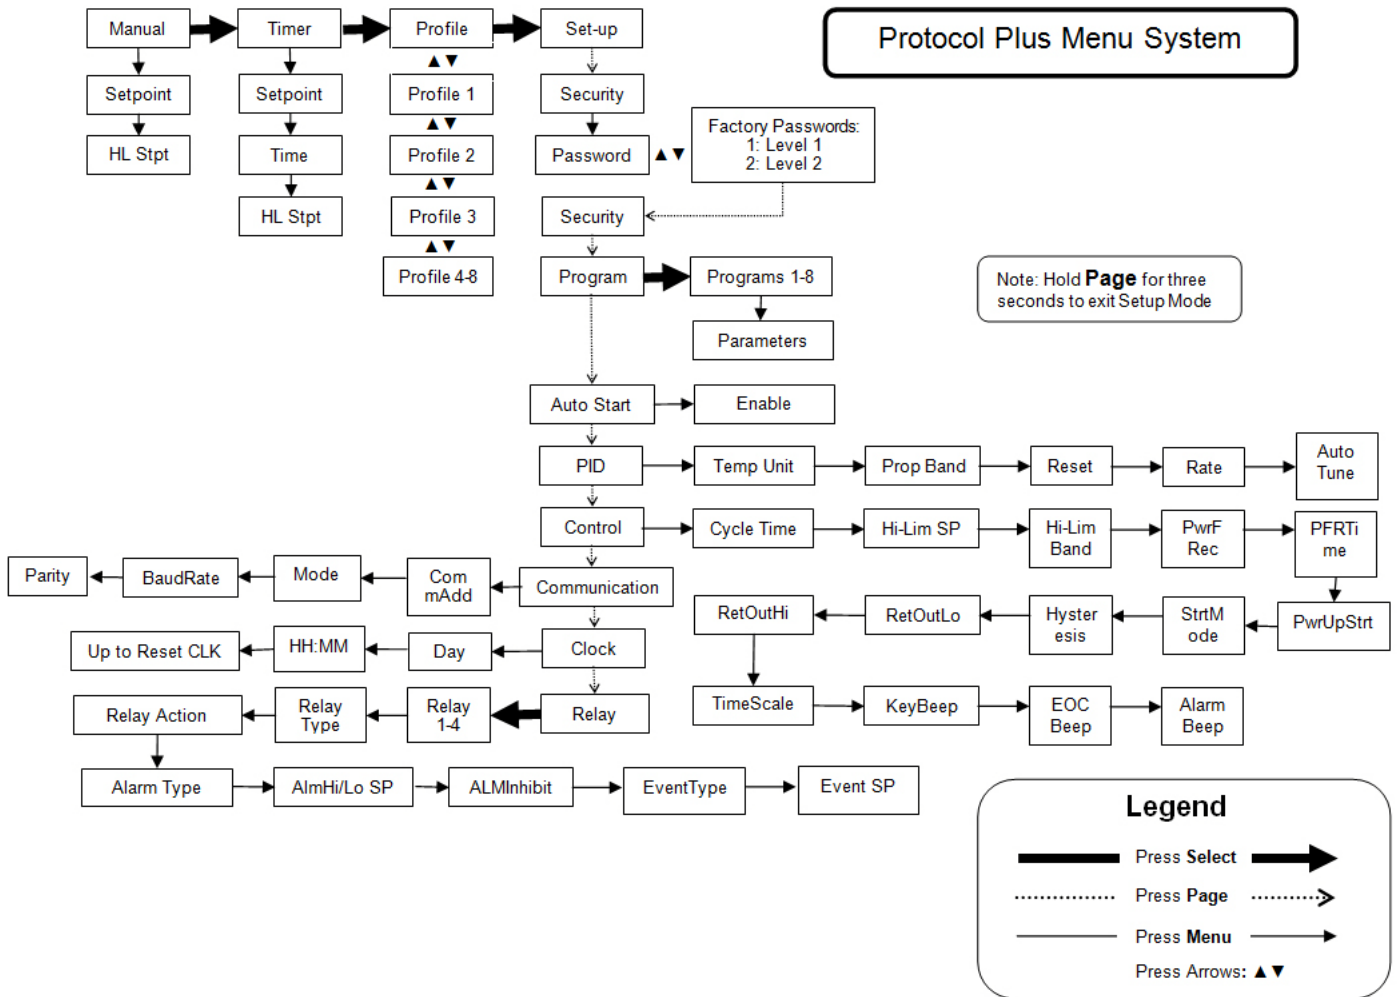 Manual
Timer
Profile
Set-up
Protocol Plus Menu System
▲▼
Setpoint
Setpoint
Profile 1
Security
▲▼
Factory Passwords:
1: Level 1
2: Level 2
HL Stpt
Time
Profile 2
Password
▲▼
▲▼
HL Stpt
Profile 3
Security
▲▼
Profile 4-8
Program
Programs 1-8
Note: Hold Page for three
seconds to exit Setup Mode
Parameters
Auto Start
Enable
PID
Temp Unit
Prop Band
Reset
Rate
Auto
Tune
Control
Cycle Time
Hi-Lim SP
Hi-Lim
Band
PwrF
Rec
PFRTi
me
Parity
BaudRate
Mode
Com
mAdd
Communication
RetOutHi
RetOutLo
Hyster
esis
StrtM
ode
PwrUpStrt
Up to Reset CLK
HH:MM
Day
Clock
Relay Action
Relay
Type
Relay
1-4
Relay
TimeScale
KeyBeep
EOC
Beep
Alarm
Beep
Alarm Type
AlmHi/Lo SP
ALMInhibit
EventType
Event SP
Legend
Press Select
Press Page
Press Menu
Press Arrows: ▲▼